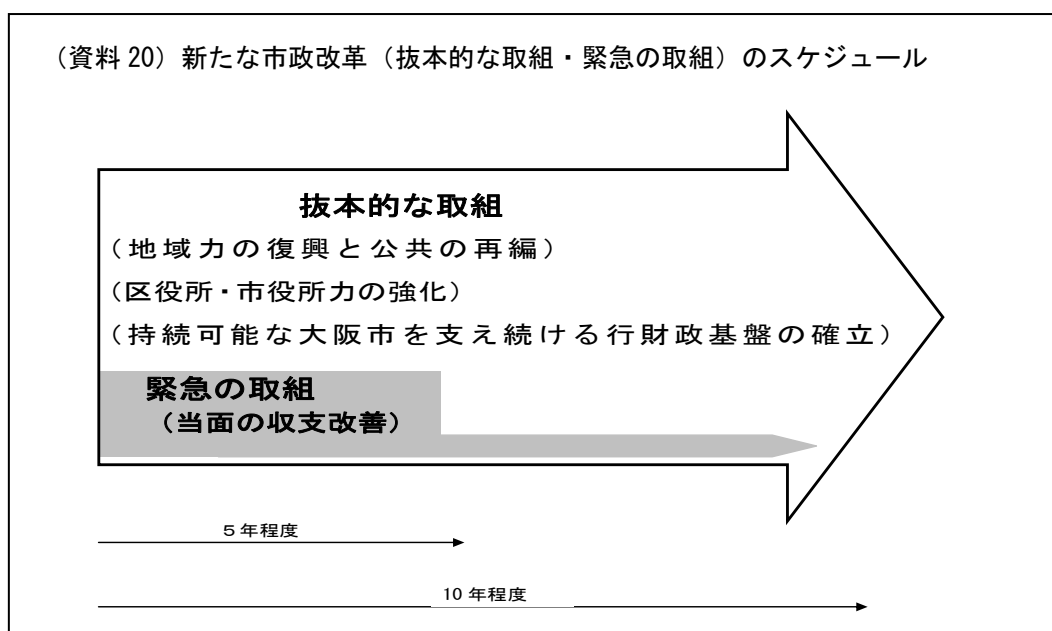 （資料 20）新たな市政改革（抜本的な取組・緊急の取組）のスケジュール
抜本的な取組
（地域力の復興と公共の再編）
（区役所・市役所力の強化）
（持続可能な大阪市を支え続ける行財政基盤の確立）
緊急の取組
（当面の収支改善）
５年程度
10 年程度